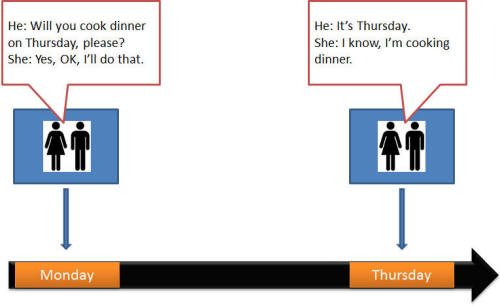 He: Will you cook dinner
on Thursday, please?
She: Yes, OK, I’ll do that.
He: It’s Thursday.
She: I know, I’m cooking
dinner.
Monday
Thursday